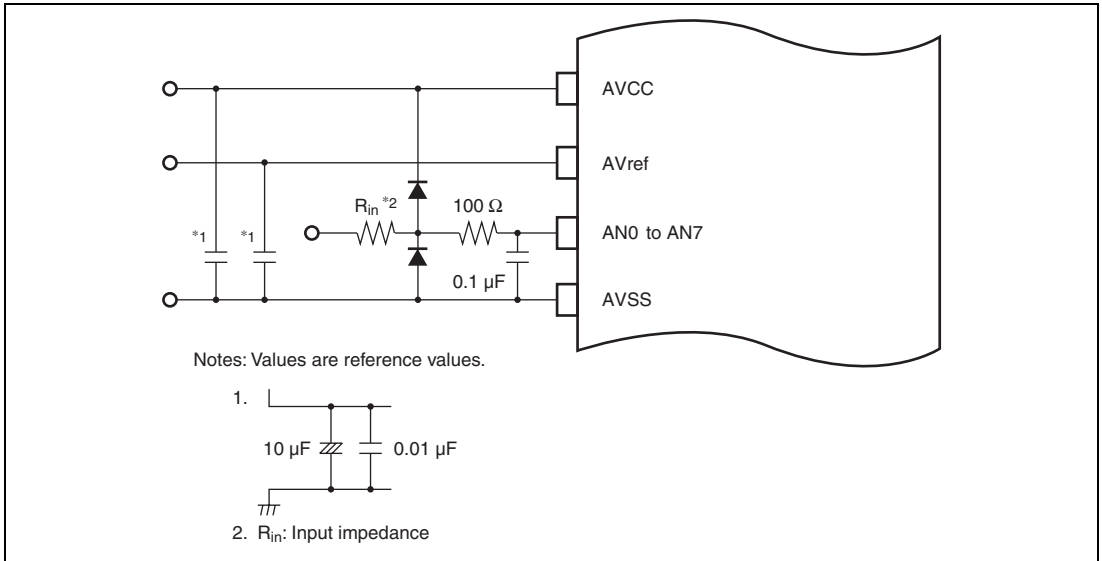 AVCC
AVref
Rin *2
100 Ω
*1
*1
AN0 to AN7
0.1 µF
AVSS
Notes: Values are reference values.
1.
10 µF
0.01 µF
2. Rin: Input impedance